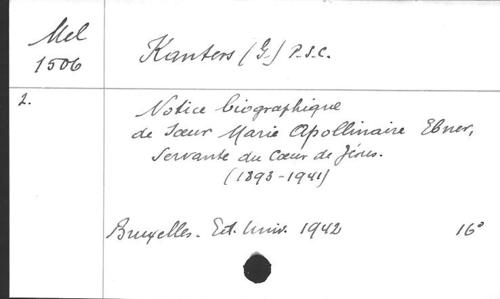 Mel
1506
Kanters (G.) P.S.C.
2.
Notice biographique
de Sœur Marie Apollinaire Ebner,
Servante du Cœur de Jésus.
(1893-1941)
Bruxelles. Ed. Univ. 1942 16°